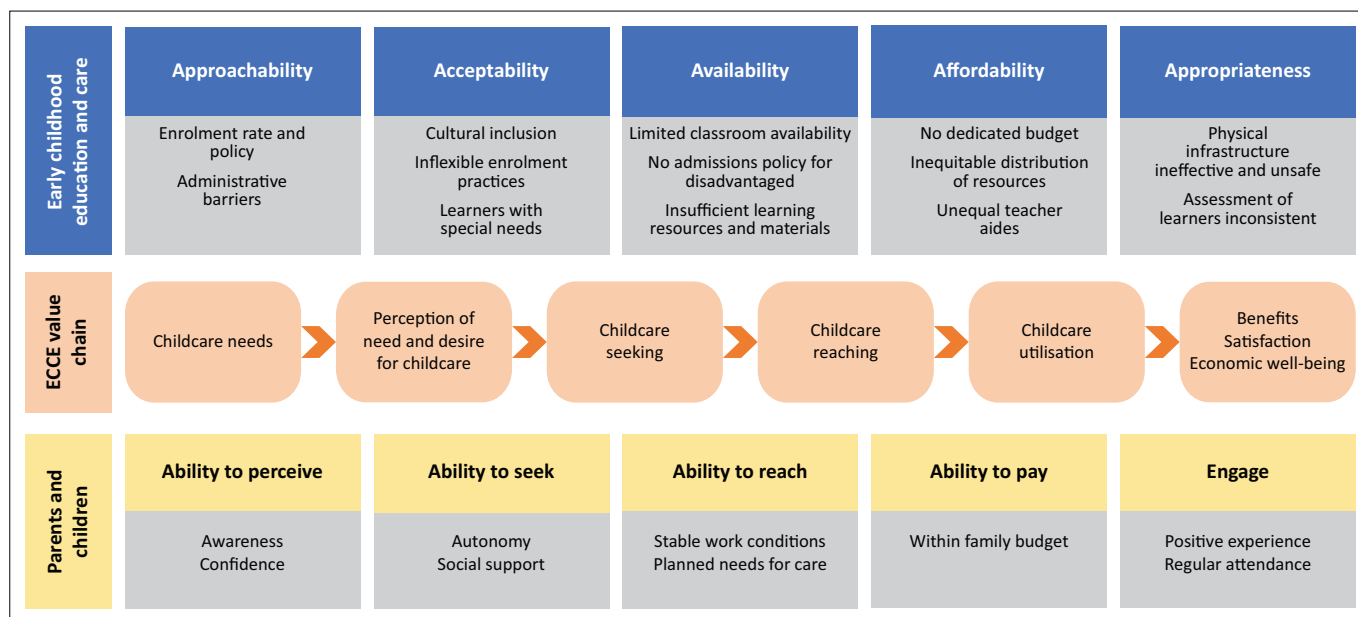 Early childhood
education and care
Approachability
Enrolment rate and
policy
Administrative
barriers
Acceptability
Cultural inclusion
Inflexible enrolment
practices
Learners with
special needs
Availability
Limited classroom availability
No admissions policy for
disadvantaged
Insufficient learning
resources and materials
Affordability
No dedicated budget
Inequitable distribution
of resources
Unequal teacher
aides
Appropriateness
Physical
infrastructure
ineffective and unsafe
Assessment of
learners inconsistent
ECCE value
chain
Childcare needs
Perception of
need and desire
for childcare
Childcare
seeking
Childcare
reaching
Childcare
utilisation
Benefits
Satisfaction
Economic well-being
Parents and
children
Ability to perceive
Awareness
Confidence
Ability to seek
Autonomy
Social support
Ability to reach
Stable work conditions
Planned needs for care
Ability to pay
Within family budget
Engage
Positive experience
Regular attendance